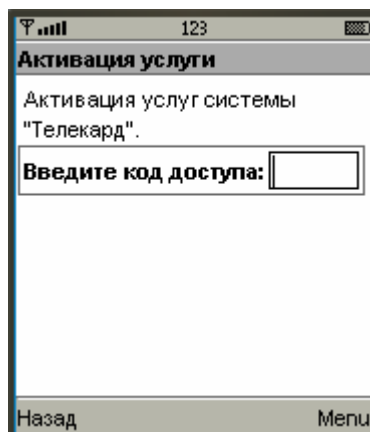 123
Активация услуги
Активация услуг системы
"Телекард".
Введите код доступа:
Назад Menu